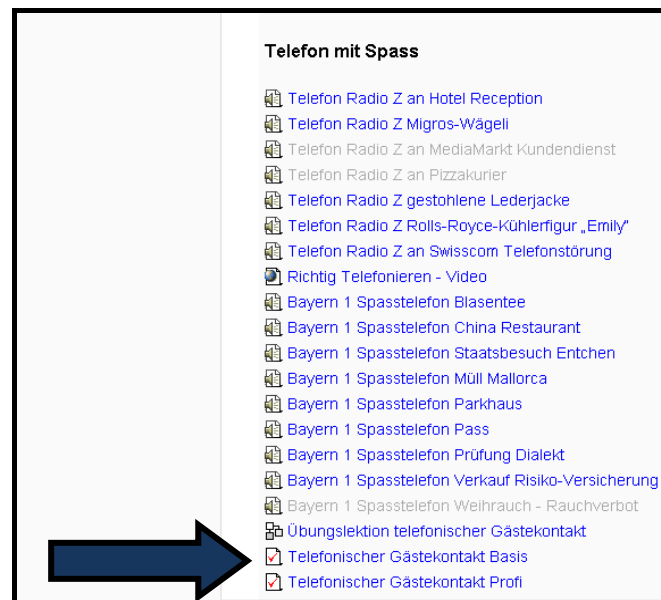 Telefon mit Spass
Telefon Radio Z an Hotel Reception
Telefon Radio Z Migros-Wägeli
Telefon Radio Z an MediaMarkt Kundendienst
Telefon Radio Z an Pizzakurier
Telefon Radio Z gestohlene Lederjacke
Telefon Radio Z Rolls-Royce-Kühlerfigur „Emily"
Telefon Radio Z an Swisscom Telefonstörung
Richtig Telefonieren - Video
Bayern 1 Spasstelefon Blasentee
Bayern 1 Spasstelefon China Restaurant
Bayern 1 Spasstelefon Staatsbesuch Entchen
Bayern 1 Spasstelefon Müll Mallorca
Bayern 1 Spasstelefon Parkhaus
Bayern 1 Spasstelefon Pass
Bayern 1 Spasstelefon Prüfung Dialekt
Bayern 1 Spasstelefon Verkauf Risiko-Versicherung
Bayern 1 Spasstelefon Weihrauch - Rauchverbot
Übungslektion telefonischer Gästekontakt
Telefonischer Gästekontakt Basis
Telefonischer Gästekontakt Profi